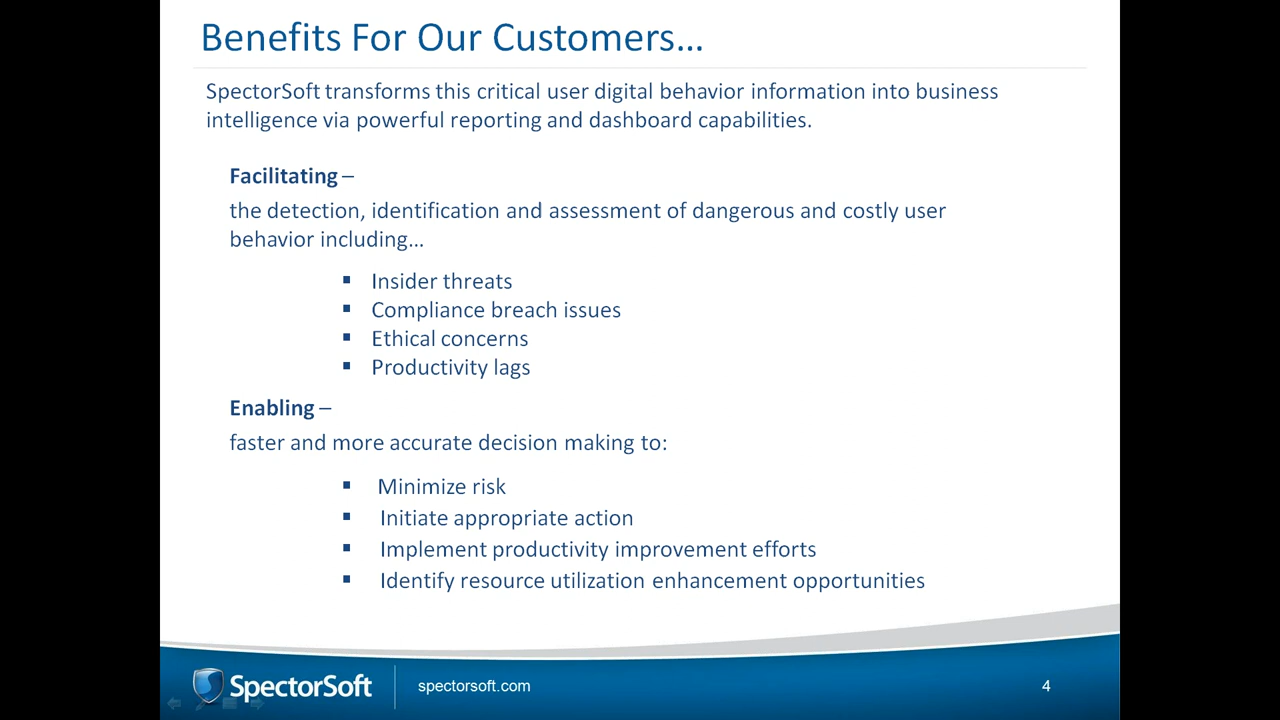 Benefits For Our Customers...
SpectorSoft transforms this critical user digital behavior information into business
intelligence via powerful reporting and dashboard capabilities.
Facilitating –
the detection, identification and assessment of dangerous and costly user
behavior including...
▪ Insider threats
▪ Compliance breach issues
▪ Ethical concerns
▪ Productivity lags
Enabling –
faster and more accurate decision making to:
▪ Minimize risk
▪ Initiate appropriate action
▪ Implement productivity improvement efforts
▪ Identify resource utilization enhancement opportunities
SpectorSoft
spectorsoft.com
4